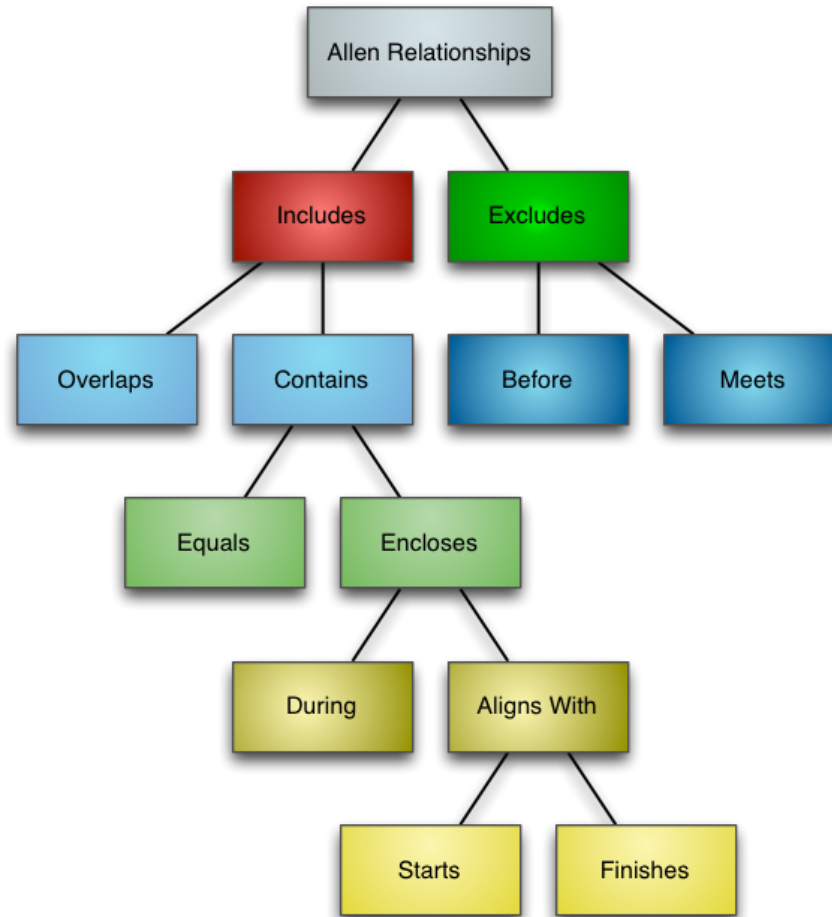 Allen Relationships
Includes
Excludes
Overlaps
Contains
Before
Meets
Equals
Encloses
During
Aligns With
Starts
Finishes